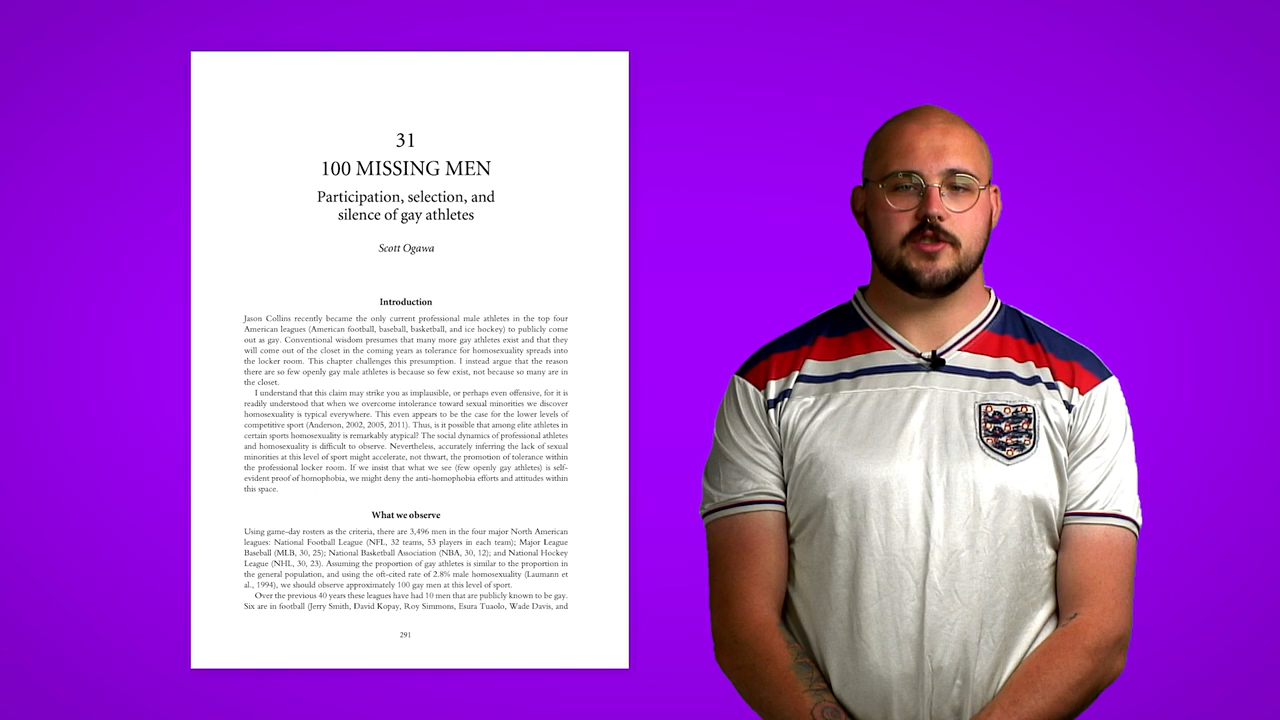 31
100 MISSING MEN
Participation, selection, and
silence of gay athletes
Scott Ogawa
Introduction
Jason Collins recently became the only current professional male athletes in the top four
American leagues (American football, baseball, basketball, and ice hockey) to publicly come
out as gay. Conventional wisdom presumes that many more gay athletes exist and that they
will come out of the closet in the coming years as tolerance for homosexuality spreads into
the locker room. This chapter challenges this presumption. I instead argue that the reason
there are so few openly gay male athletes is because so few exist, not because so many are in
the closet.
I understand that this claim may strike you as implausible, or perhaps even offensive, for it is
readily understood that when we overcome intolerance toward sexual minorities we discover
homosexuality is typical everywhere. This even appears to be the case for the lower levels of
competitive sport (Anderson, 2002, 2005, 2011). Thus, is it possible that among elite athletes in
certain sports homosexuality is remarkably atypical? The social dynamics of professional athletes
and homosexuality is difficult to observe. Nevertheless, accurately inferring the lack of sexual
minorities at this level of sport might accelerate, not thwart, the promotion of tolerance within
the professional locker room. If we insist that what we see (few openly gay athletes) is self-
evident proof of homophobia, we might deny the anti-homophobia efforts and attitudes within
this space.
What we observe
Using game-day rosters as the criteria, there are 3,496 men in the four major North American
leagues: National Football League (NFL, 32 teams, 53 players in each team); Major League
Baseball (MLB, 30, 25); National Basketball Association (NBA, 30, 12); and National Hockey
League (NHL, 30, 23). Assuming the proportion of gay athletes is similar to the proportion in
the general population, and using the oft-cited rate of 2.8% male homosexuality (Laumann et
al., 1994), we should observe approximately 100 gay men at this level of sport.
Over the previous 40 years these leagues have had 10 men that are publicly known to be gay.
Six are in football (Jerry Smith, David Kopay, Roy Simmons, Esura Tuaolo, Wade Davis, and
291